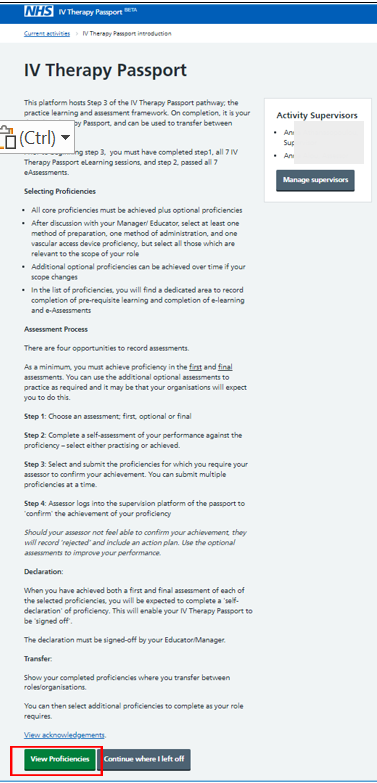 NHS IV Therapy Passport BETA
Current activities › IV Therapy Passport introduction
IV Therapy Passport
This platform hosts Step 3 of the IV Therapy Passport pathway; the
practice learning and assessment framework. On completion, it is your
apy Passport, and can be used to transfer between
(Ctrl)
ng step 3, you must have completed step1, all 7 IV
Therapy Passport eLearning sessions, and step 2, passed all 7
eAssessments.
Activity Supervisors
• An
Sup
• An
Manage supervisors
Selecting Proficiencies
• All core proficiencies must be achieved plus optional proficiencies
• After discussion with your Manager/ Educator, select at least one
method of preparation, one method of administration, and one
vascular access device proficiency, but select all those which are
relevant to the scope of your role
• Additional optional proficiencies can be achieved over time if your
scope changes
• In the list of proficiencies, you will find a dedicated area to record
completion of pre-requisite learning and completion of e-learning
and e-Assessments
Assessment Process
There are four opportunities to record assessments.
As a minimum, you must achieve proficiency in the first and final
assessments. You can use the additional optional assessments to
practice as required and it may be that your organisations will expect
you to do this.
Step 1: Choose an assessment; first, optional or final
Step 2: Complete a self-assessment of your performance against the
proficiency – select either practising or achieved.
Step 3: Select and submit the proficiencies for which you require your
assessor to confirm your achievement. You can submit multiple
proficiencies at a time.
Step 4: Assessor logs into the supervision platform of the passport to
'confirm' the achievement of your proficiency
Should your assessor not feel able to confirm your achievement, they
will record 'rejected' and include an action plan. Use the optional
assessments to improve your performance.
Declaration:
When you have achieved both a first and final assessment of each of
the selected proficiencies, you will be expected to complete a 'self-
declaration' of proficiency. This will enable your IV Therapy Passport to
be 'signed off'.
The declaration must be signed-off by your Educator/Manager.
Transfer:
Show your completed proficiencies where you transfer between
roles/organisations.
You can then select additional proficiencies to complete as your role
requires.
View acknowledgements.
View Proficiencies
Continue where I left off